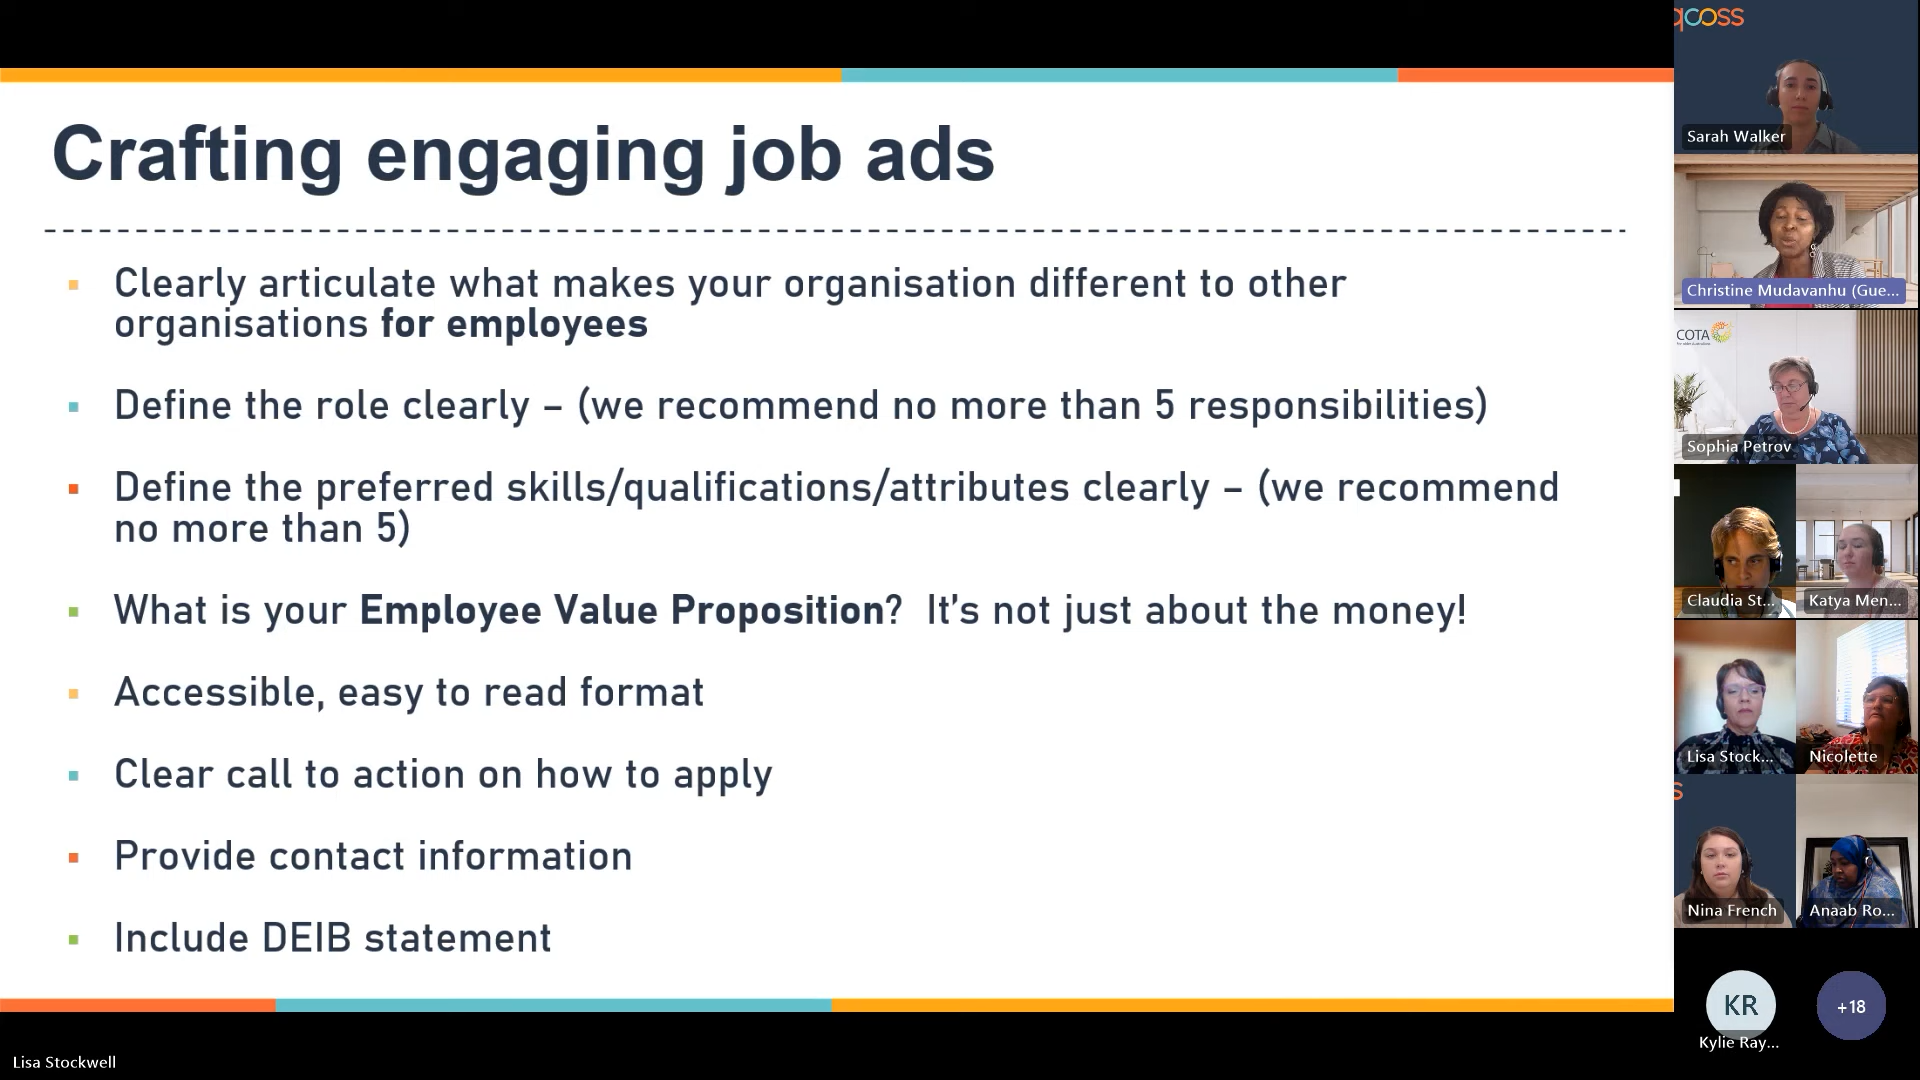 Crafting engaging job ads
Clearly articulate what makes your organisation different to other
organisations for employees
Define the role clearly – (we recommend no more than 5 responsibilities)
Define the preferred skills/qualifications/attributes clearly – (we recommend
no more than 5)
What is your Employee Value Proposition? It's not just about the money!
Accessible, easy to read format
Clear call to action on how to apply
Provide contact information
Include DEIB statement
Lisa Stockwell
qcoss
Sarah Walker
Christine Mudavanhu (Gue...
COTA
Sophia Petrov
Claudia St...
Katya Men...
Lisa Stock...
Nicolette
s
Nina French
Anaab Ro...
KR
+18
Kylie Ray...